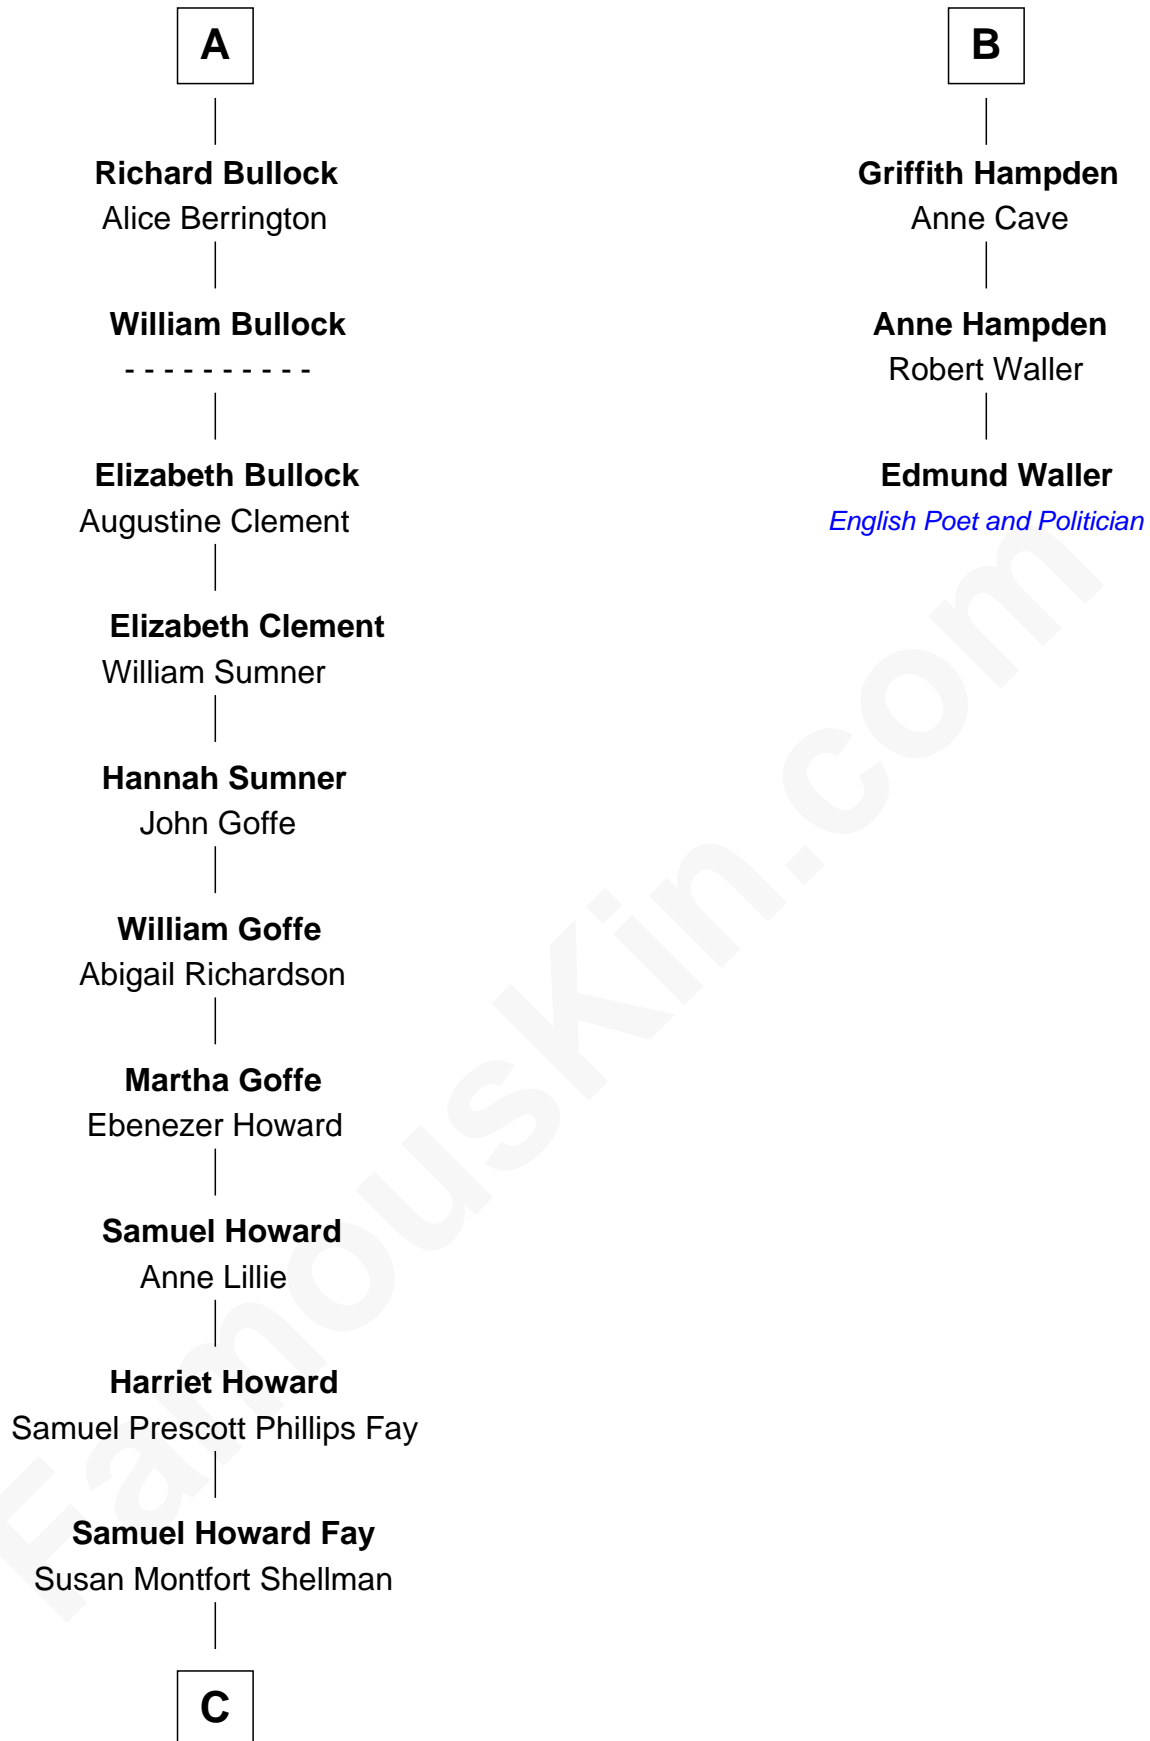 A
Richard Bullock
Alice Berrington
William Bullock
- - - - - - - - - -
Elizabeth Bullock
Augustine Clement
Elizabeth Clement
William Sumner
Hannah Sumner
John Goffe
William Goffe
Abigail Richardson
Martha Goffe
Ebenezer Howard
Samuel Howard
Anne Lillie
Harriet Howard
Samuel Prescott Phillips Fay
Samuel Howard Fay
Susan Montfort Shellman
C
B
Griffith Hampden
Anne Cave
Anne Hampden
Robert Waller
Edmund Waller
English Poet and Politician
FamousKin.com